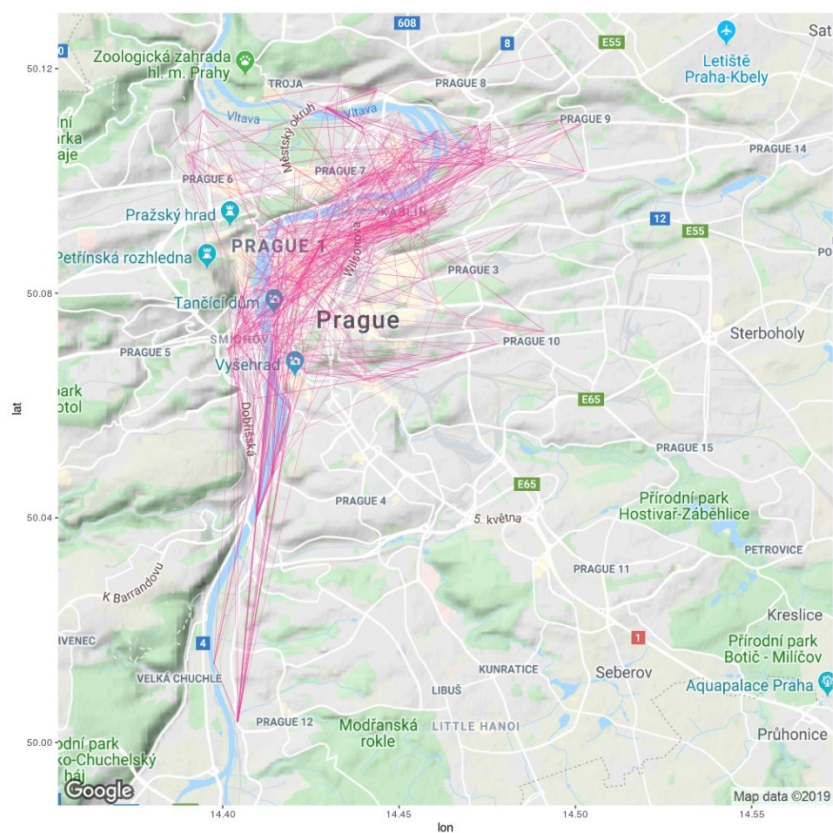 608
50.12
Zoologická zahrada
hl. m. Prahy
8
E55
Letiště
Praha-Kbely
Sat
TROJA
PRAGUE 8
Vltava
Vltava
Městský okruh
PRAGUE 9
PRAGUE 14
PRAGUE 6
PRAGUE 7
Pražský hrad
KARLÍN
12
E55
PRAGUE 1
Petřínská rozhledna
Wilsonova
PRAGUE 3
50.08
Tančící dům
Prague
Sterboholy
SMÍCHOV
PRAGUE 5
PRAGUE 10
Vyšehrad
E65
Dobříšská
PRAGUE 15
E65
PRAGUE 4
Přírodní park
Hostivař-Záběhlice
50.04
5. května
PETROVICE
K Barrandovu
PRAGUE 11
Kreslice
4
1
Přírodní park
Botič - Milíčov
VELKÁ CHUCHLE
KUNRATICE
Seberov
LIBUŠ
Aquapalace Praha
50.00
PRAGUE 12
Modřanská
rokle
LITTLE HANOI
Průhonice
ko-Chuchelský
háj
Google
Map data ©2019
14.40
14.45
14.50
14.55
lon
lat